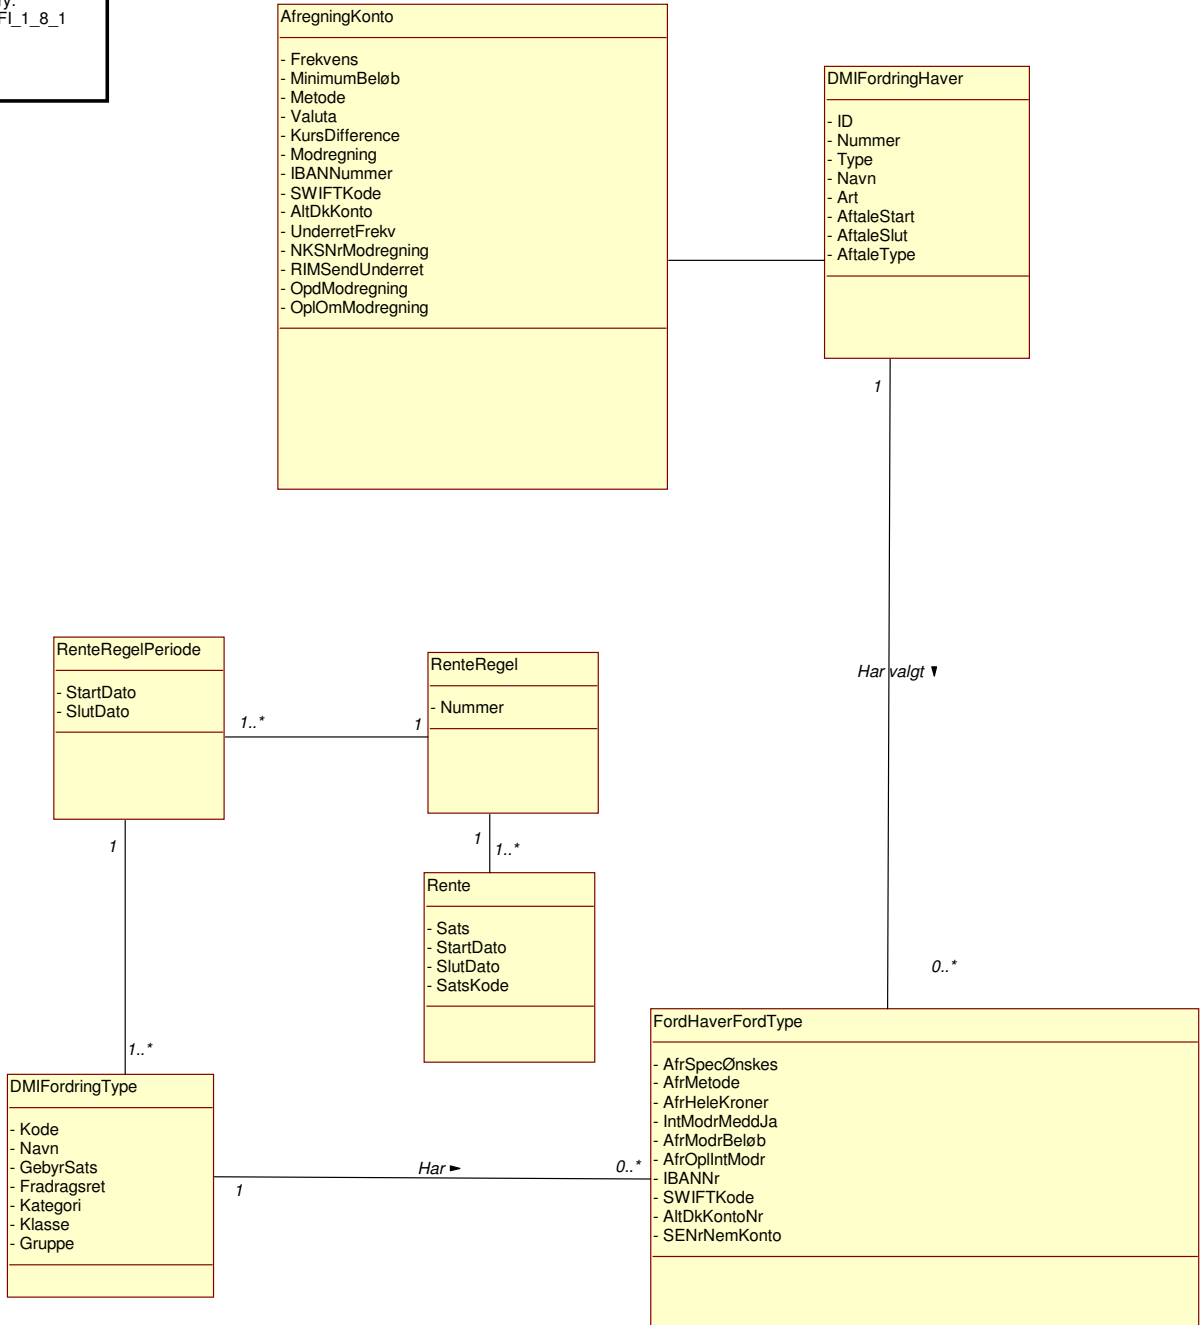 FI_1_8_1
AfregningKonto
- Frekvens
- MinimumBeløb
- Metode
- Valuta
- KursDifference
- Modregning
- IBANNummer
- SWIFTKode
- AltDkKonto
- UnderretFrekv
- NKSNrModregning
- RIMSendUnderret
- OpdModregning
- OplOmModregning
DMIFordringHaver
- ID
- Nummer
- Type
- Navn
- Art
- AftaleStart
- AftaleSlut
- AftaleType
1
Har valgt
0..*
RenteRegelPeriode
- StartDato
- SlutDato
1..*
1
RenteRegel
- Nummer
1
1..*
1
Rente
- Sats
- StartDato
- SlutDato
- SatsKode
1..*
DMIFordringType
- Kode
- Navn
- GebyrSats
- Fradragsret
- Kategori
- Klasse
- Gruppe
1
Har
0..*
FordHaverFordType
- AfrSpecØnskes
- AfrMetode
- AfrHeleKroner
- IntModrMeddJa
- AfrModrBeløb
- AfrOplIntModr
- IBANNr
- SWIFTKode
- AltDkKontoNr
- SENrNemKonto